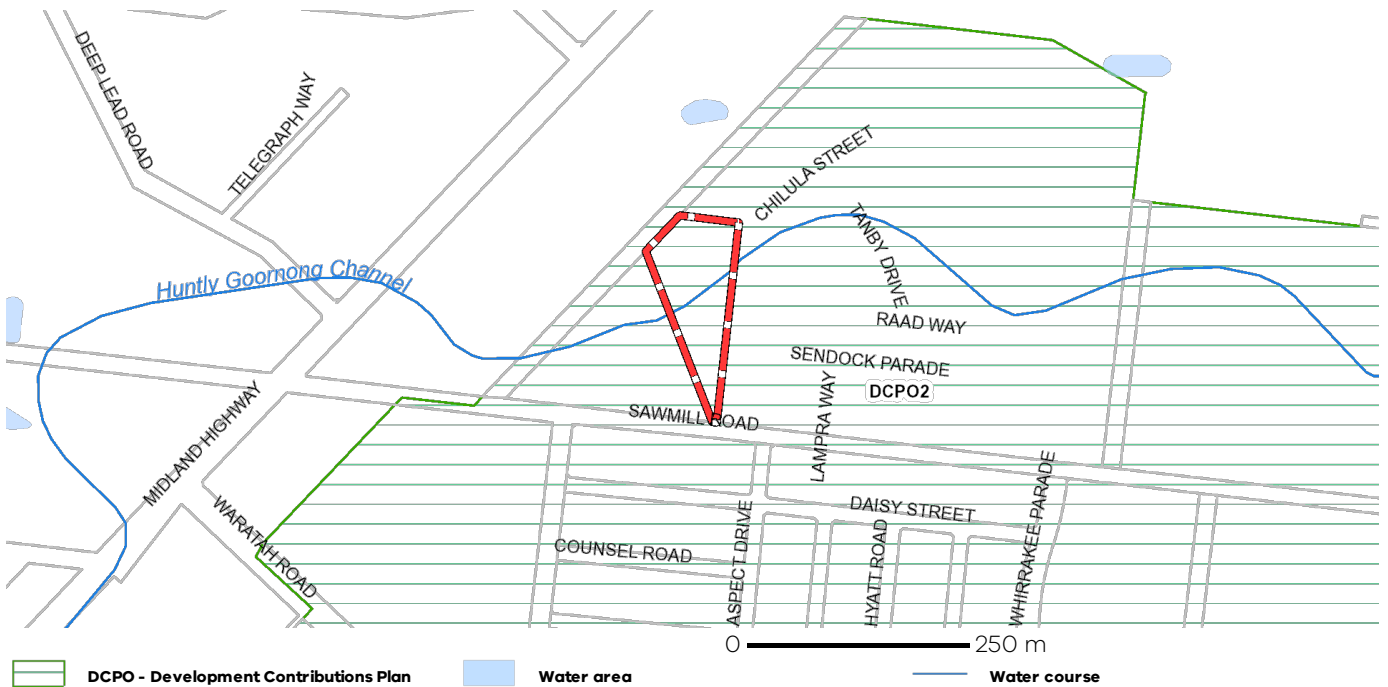 DEEP LEAD ROAD
TELEGRAPH WAY
CHILULA STREET
TANBY DRIVE
Huntly Goornong Channel
RAAD WAY
SENDOCK PARADE
DCPO2
MIDLAND HIGHWAY
SAWMILL ROAD
LAMPRA WAY
WARATAH ROAD
DAISY STREET
WHIRRAKEE PARADE
COUNSEL ROAD
ASPECT DRIVE
HYATT ROAD
0 250 m
DCPO - Development Contributions Plan
Water area
Water course